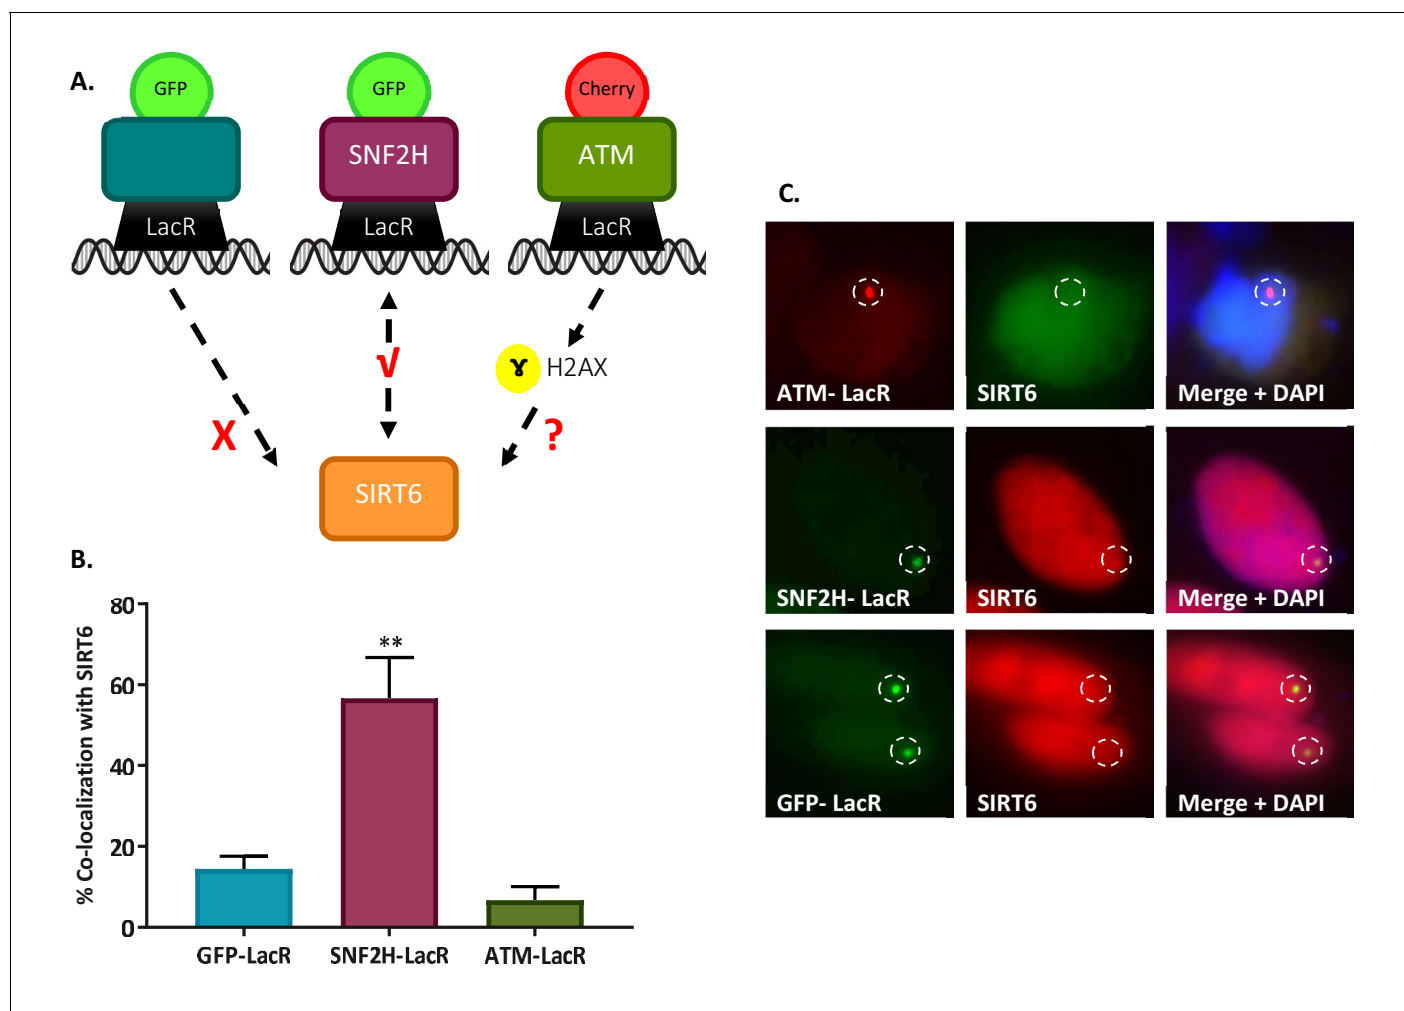 A.
GFP
GFP
Cherry
SNF2H
ATM
LacR
LacR
LacR
X
√
ɤ H2AX
?
SIRT6
B.
% Co-localization with SIRT6
80
60
40
20
0
**
GFP-LacR
SNF2H-LacR
ATM-LacR
C.
ATM- LacR
SIRT6
Merge + DAPI
SNF2H- LacR
SIRT6
Merge + DAPI
GFP- LacR
SIRT6
Merge + DAPI